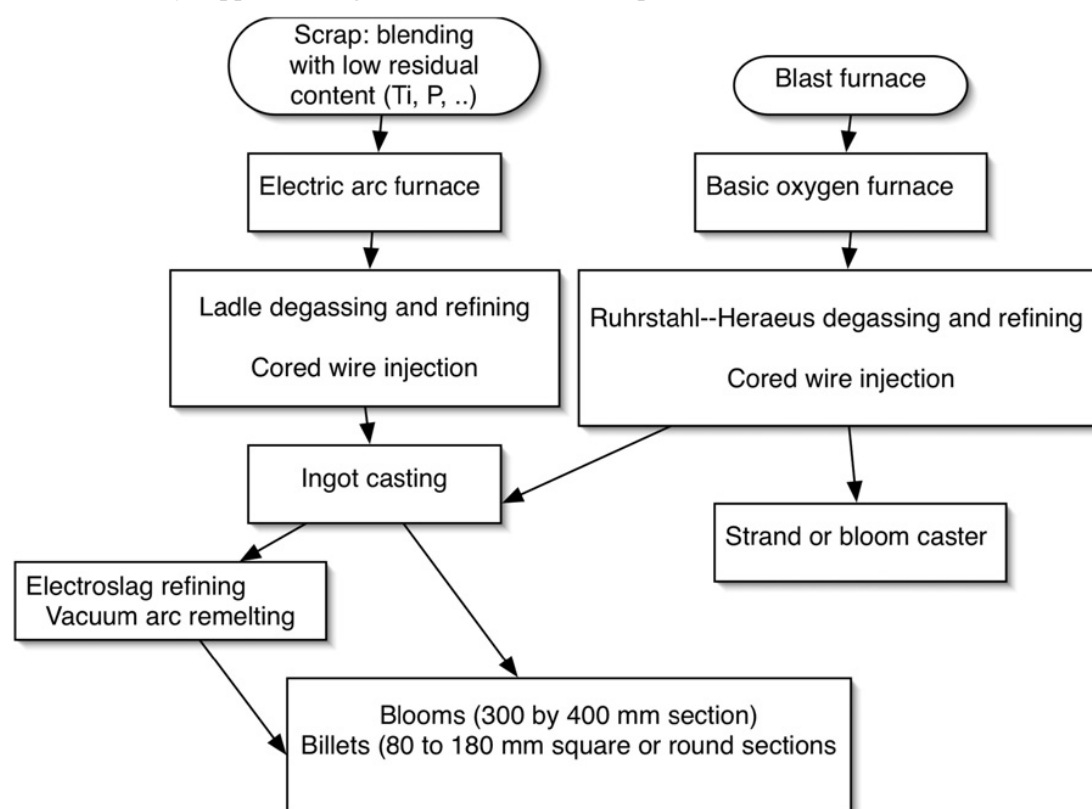 Scrap: blending
with low residual
content (Ti, P, ..)
Blast furnace
Electric arc furnace
Basic oxygen furnace
Ladle degassing and refining
Cored wire injection
Ruhrstahl--Heraeus degassing and refining
Cored wire injection
Ingot casting
Strand or bloom caster
Electroslag refining
Vacuum arc remelting
Blooms (300 by 400 mm section)
Billets (80 to 180 mm square or round sections